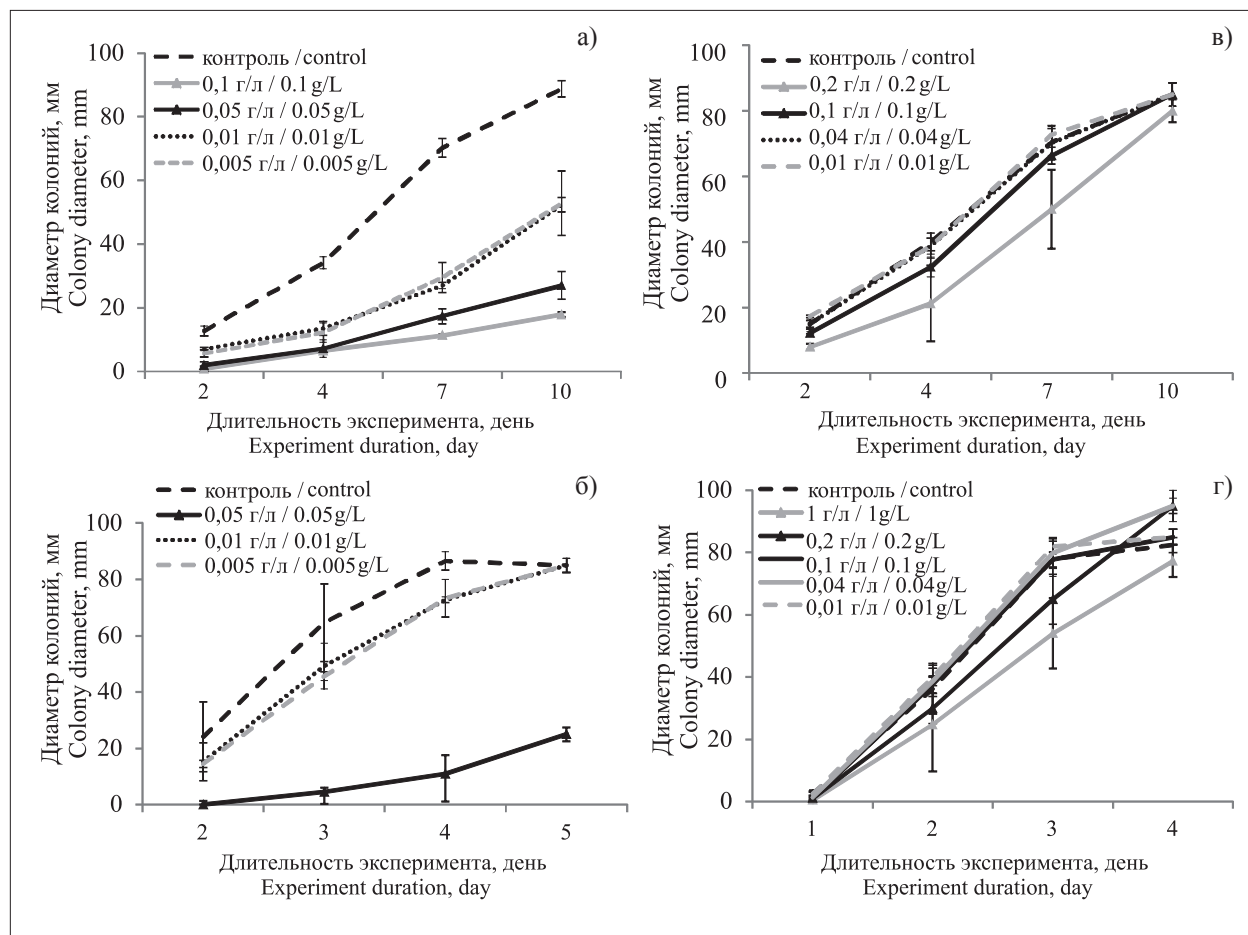 а)
Диаметр колоний, мм
Colony diameter, mm
100
80
60
40
20
0
контроль /control
0,1 г/л / 0.1g/L
0,05 г/л / 0.05g/L
0,01 г/л / 0.01g/L
0,005 г/л / 0.005g/L
2 4 7 10
Длительность эксперимента, день
Experiment duration, day
в)
Диаметр колоний, мм
Colony diameter, mm
100
80
60
40
20
0
контроль /control
0,2 г/л / 0.2g/L
0,1 г/л / 0.1g/L
0,04 г/л / 0.04g/L
0,01 г/л / 0.01g/L
2 4 7 10
Длительность эксперимента, день
Experiment duration, day
б)
Диаметр колоний, мм
Colony diameter, mm
100
80
60
40
20
0
контроль /control
0,05 г/л / 0.05g/L
0,01 г/л / 0.01g/L
0,005 г/л / 0.005g/L
2 3 4 5
Длительность эксперимента, день
Experiment duration, day
г)
Диаметр колоний, мм
Colony diameter, mm
100
80
60
40
20
0
контроль /control
1 г/л / 1g/L
0,2 г/л / 0.2g/L
0,1 г/л / 0.1g/L
0,04 г/л / 0.04g/L
0,01 г/л / 0.01g/L
1 2 3 4
Длительность эксперимента, день
Experiment duration, day